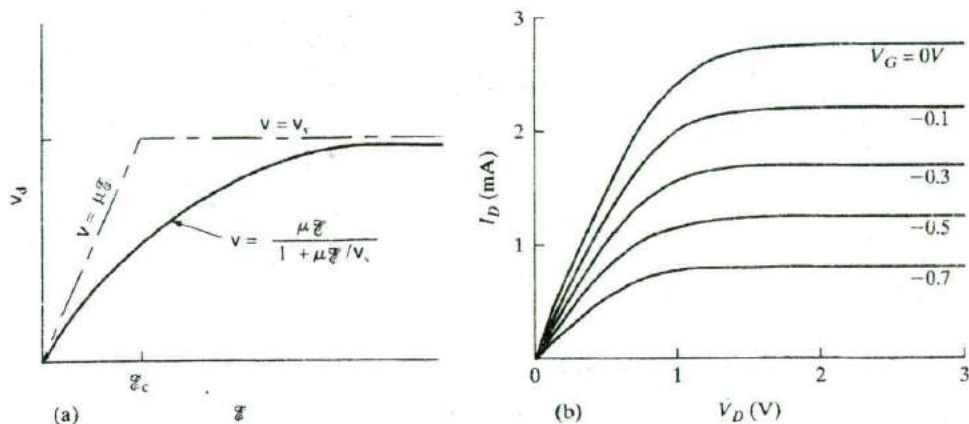 v_d
v = v_s
v = μℰ
v = μℰ / 1 + μℰ/v_s
ℰ_c
ℰ
(a)
I_D (mA)
3
2
1
0
1
2
3
V_G = 0V
−0.1
−0.3
−0.5
−0.7
(b)
V_D (V)